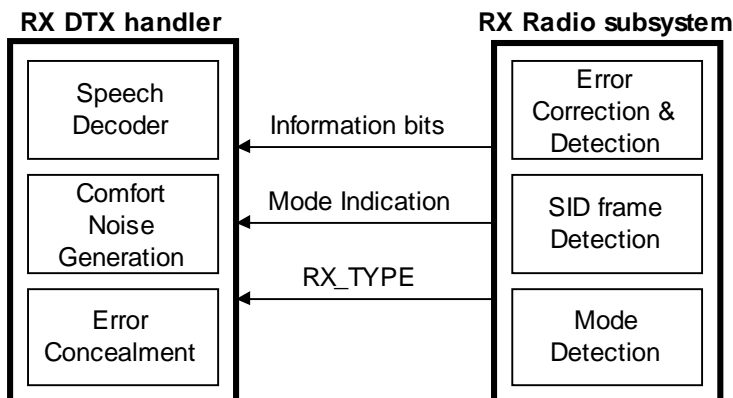 RX DTX handler
RX Radio subsystem
Speech
Decoder
Comfort
Noise
Generation
Error
Concealment
Information bits
Mode Indication
RX_TYPE
Error
Correction &
Detection
SID frame
Detection
Mode
Detection